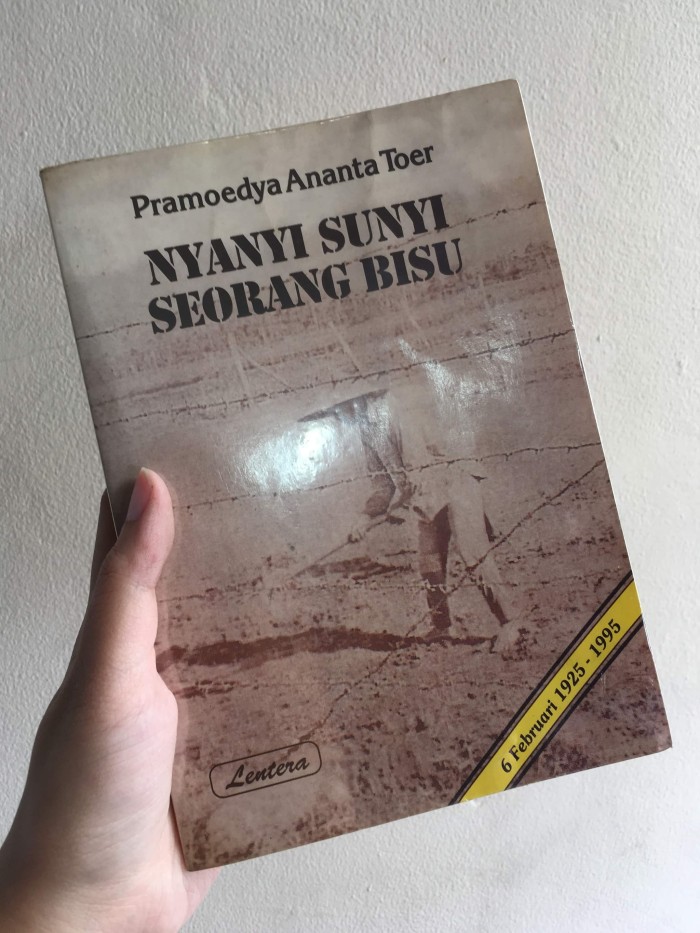 Pramoedya Ananta Toer
NYANYI SUNYI
SEORANG BISU
6 Februari 1925 - 1995
Lentera